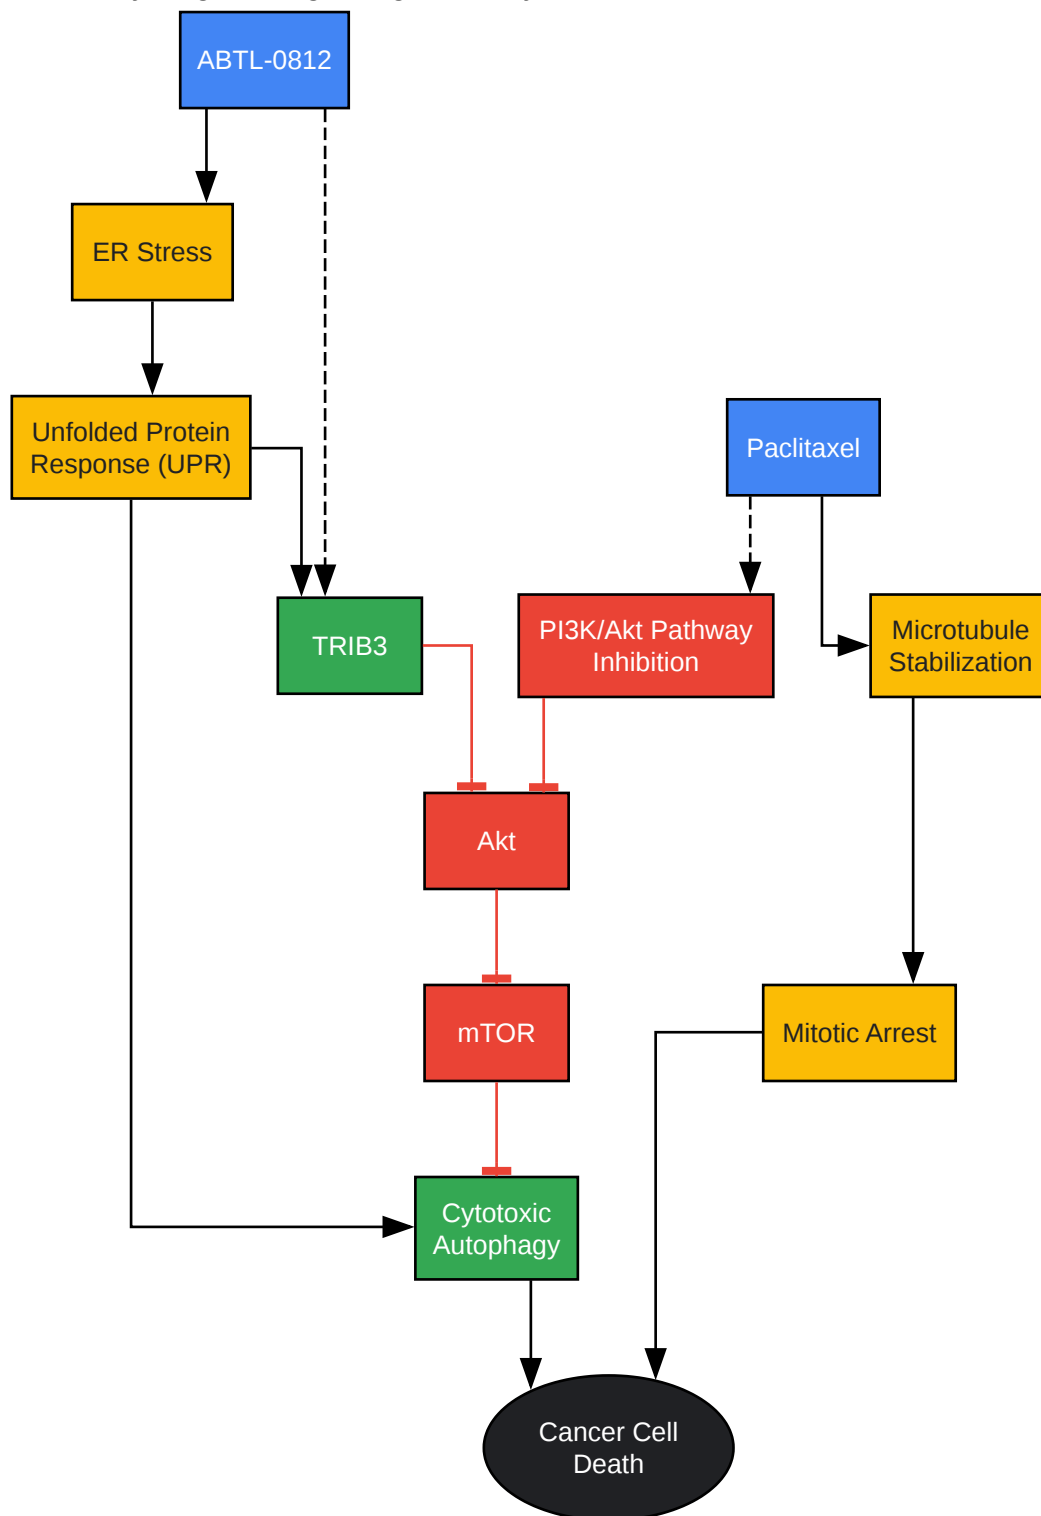 ABTL-0812
ER Stress
Unfolded Protein
Response (UPR)
Paclitaxel
TRIB3
PI3K/Akt Pathway
Inhibition
Microtubule
Stabilization
Akt
mTOR
Mitotic Arrest
Cytotoxic
Autophagy
Cancer Cell
Death